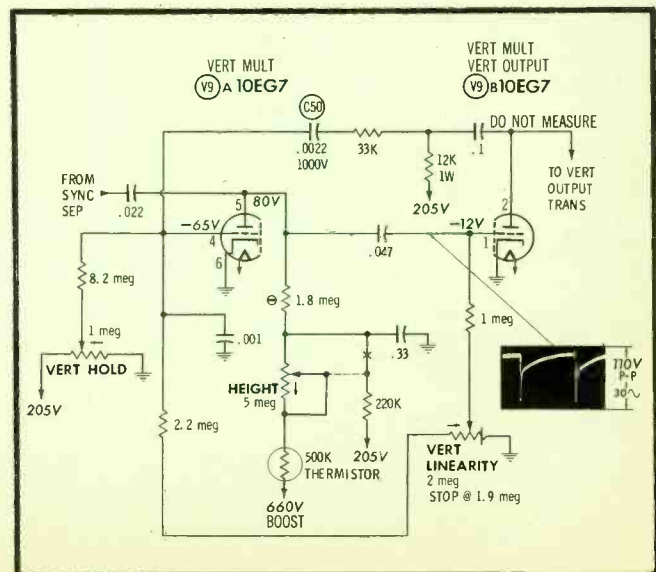 VERT MULT
V9 A 10EG7
VERT MULT
VERT OUTPUT
V9 B 10EG7
C50
.0022
1000V
33K
.1
DO NOT MEASURE
12K
1W
205V
TO VERT
OUTPUT
TRANS
FROM
SYNC
SEP
.022
5
80V
-65V
4
6
2
-12V
1
.047
8.2 meg
1 meg
VERT HOLD
205V
.001
1.8 meg
.33
HEIGHT
5 meg
220K
205V
2.2 meg
500K
THERMISTOR
660V
BOOST
1 meg
VERT
LINEARITY
2 meg
STOP @ 1.9 meg
110V
P-P
30∿